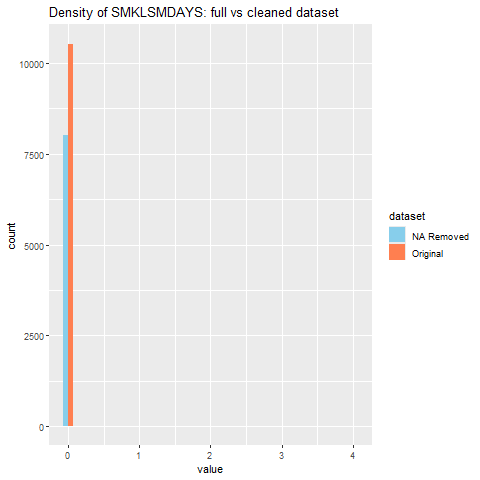 Density of SMKLSMDAYS: full vs cleaned dataset
10000
7500
5000
2500
0
count
0 1 2 3 4
value
dataset
NA Removed
Original